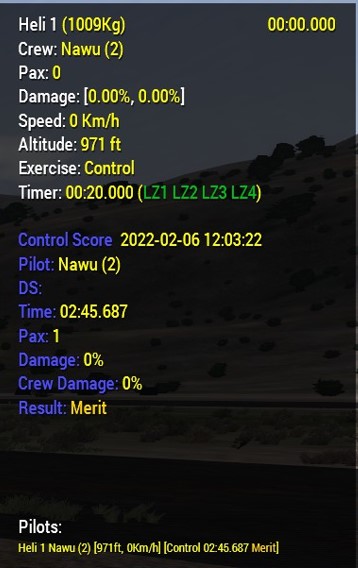 Heli 1 (1009Kg) 00:00.000
Crew: Nawu (2)
Pax: 0
Damage: [0.00%, 0.00%]
Speed: 0 Km/h
Altitude: 971 ft
Exercise: Control
Timer: 00:20.000 (LZ1 LZ2 LZ3 LZ4)
Control Score 2022-02-06 12:03:22
Pilot: Nawu (2)
DS:
Time: 02:45.687
Pax: 1
Damage: 0%
Crew Damage: 0%
Result: Merit
Pilots:
Heli 1 Nawu (2) [971ft, 0Km/h] [Control 02:45.687 Merit]